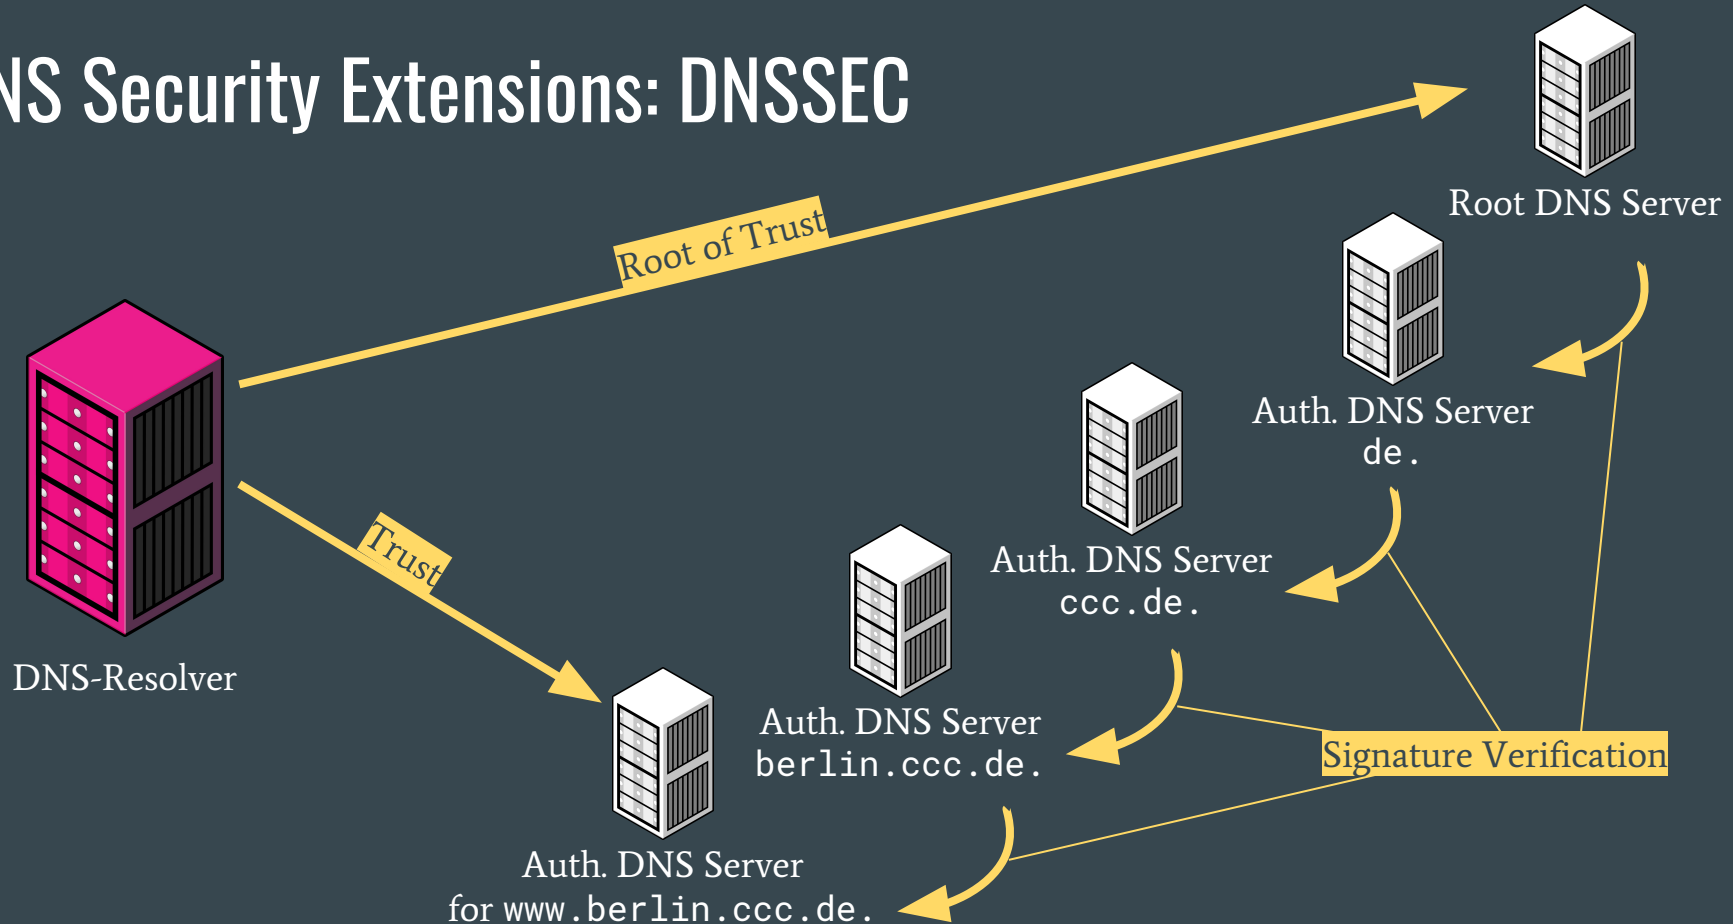 NS Security Extensions: DNSSEC
Root DNS Server
Root of Trust
Auth. DNS Server
de.
Auth. DNS Server
ccc.de.
Trust
DNS-Resolver
Auth. DNS Server
berlin.ccc.de.
Signature Verification
Auth. DNS Server
for www.berlin.ccc.de.